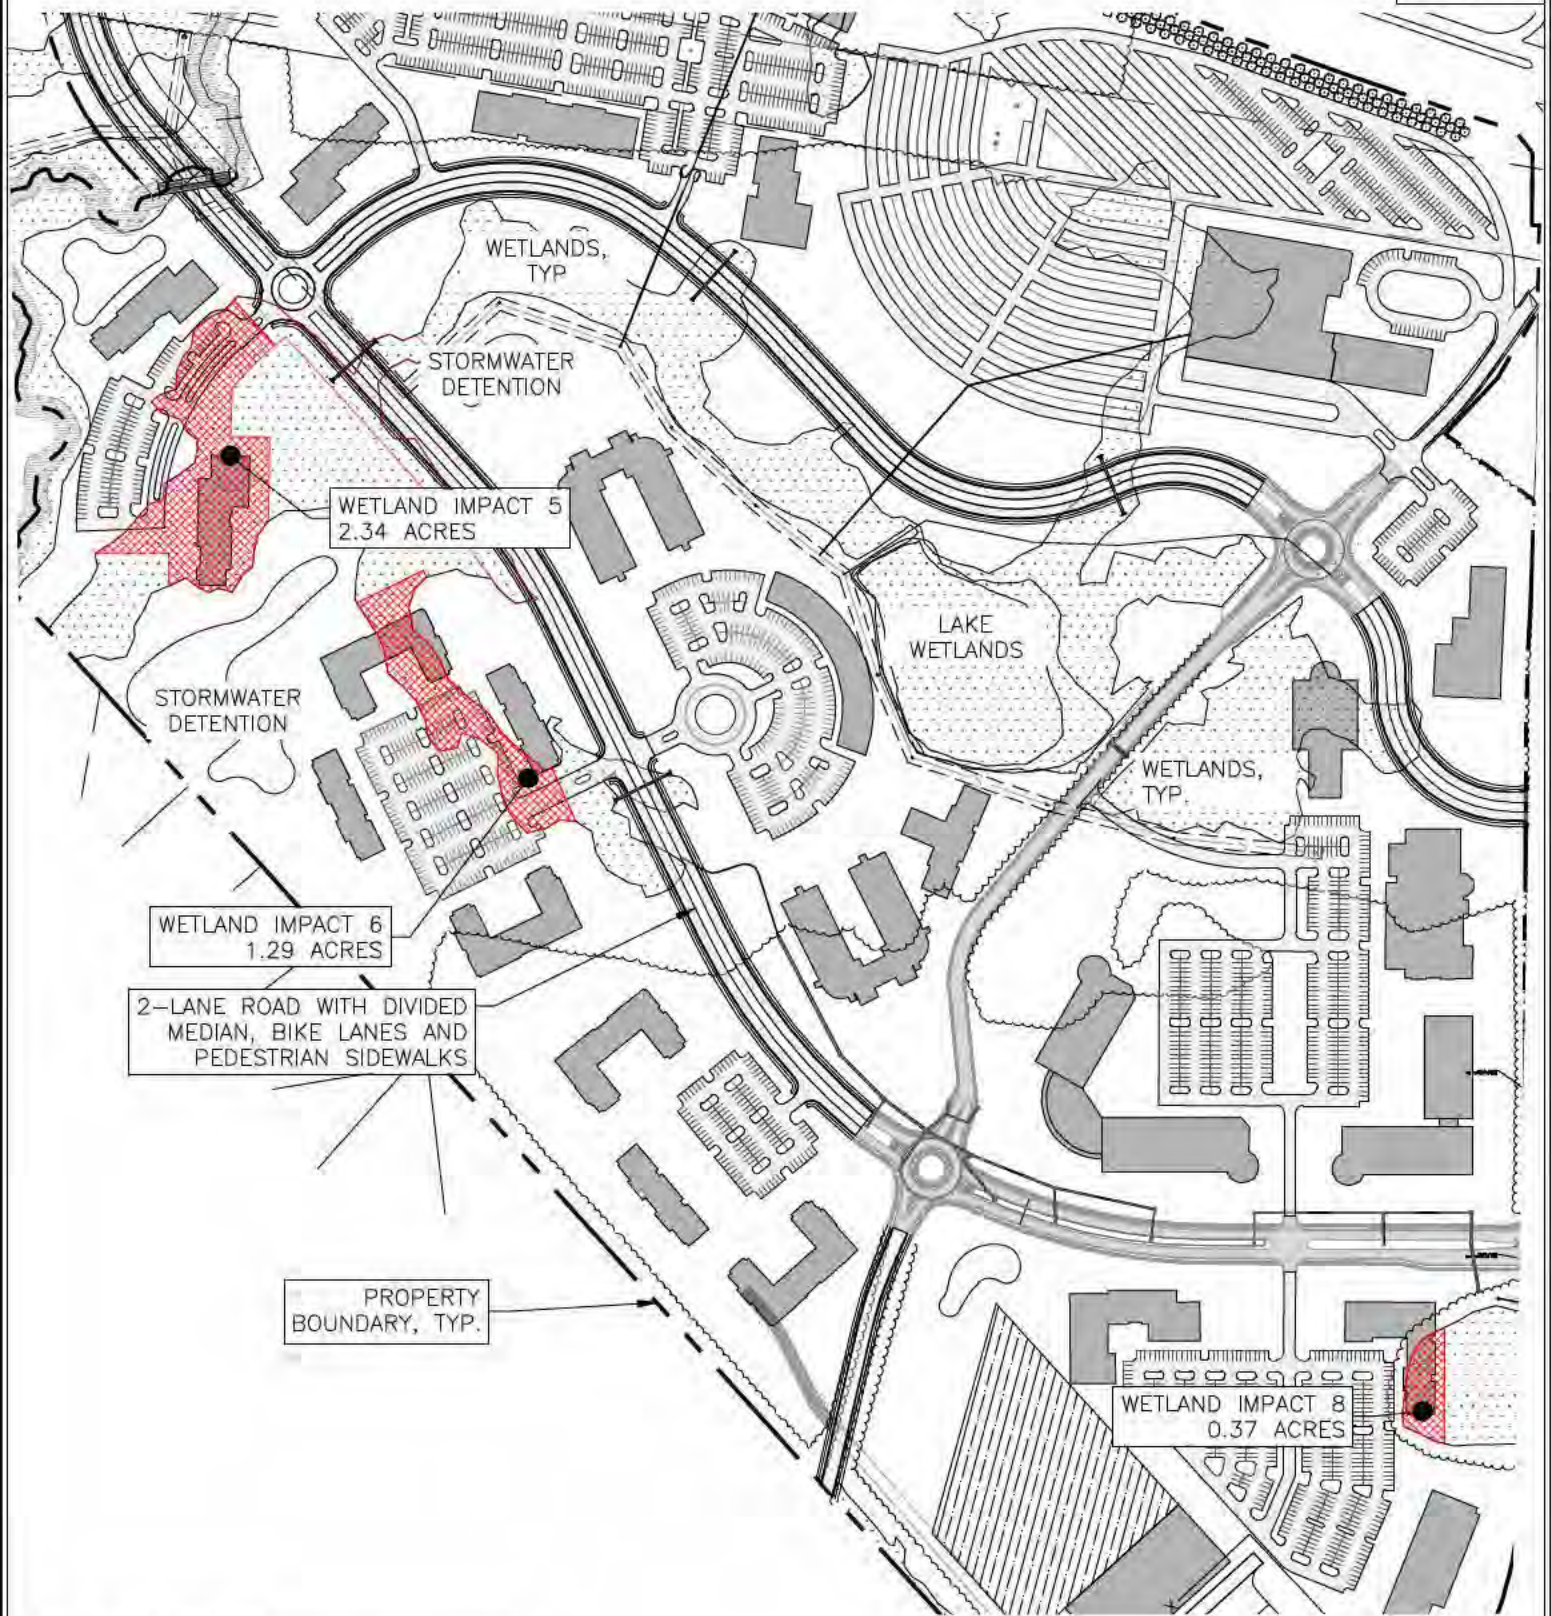 WETLANDS,
TYP
STORMWATER
DETENTION
WETLAND IMPACT 5
2.34 ACRES
LAKE
WETLANDS
STORMWATER
DETENTION
WETLANDS,
TYP.
WETLAND IMPACT 6
1.29 ACRES
2-LANE ROAD WITH DIVIDED
MEDIAN, BIKE LANES AND
PEDESTRIAN SIDEWALKS
PROPERTY
BOUNDARY, TYP.
WETLAND IMPACT 8
0.37 ACRES